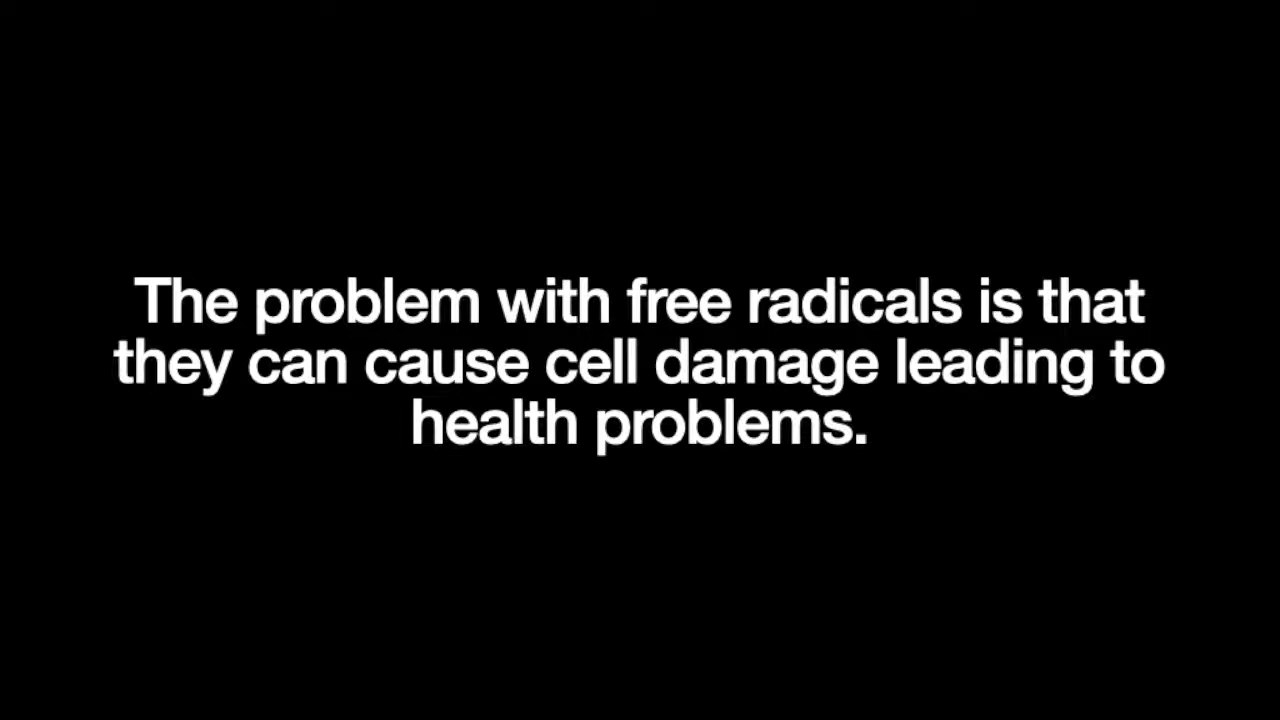 The problem with free radicals is that
they can cause cell damage leading to
health problems.